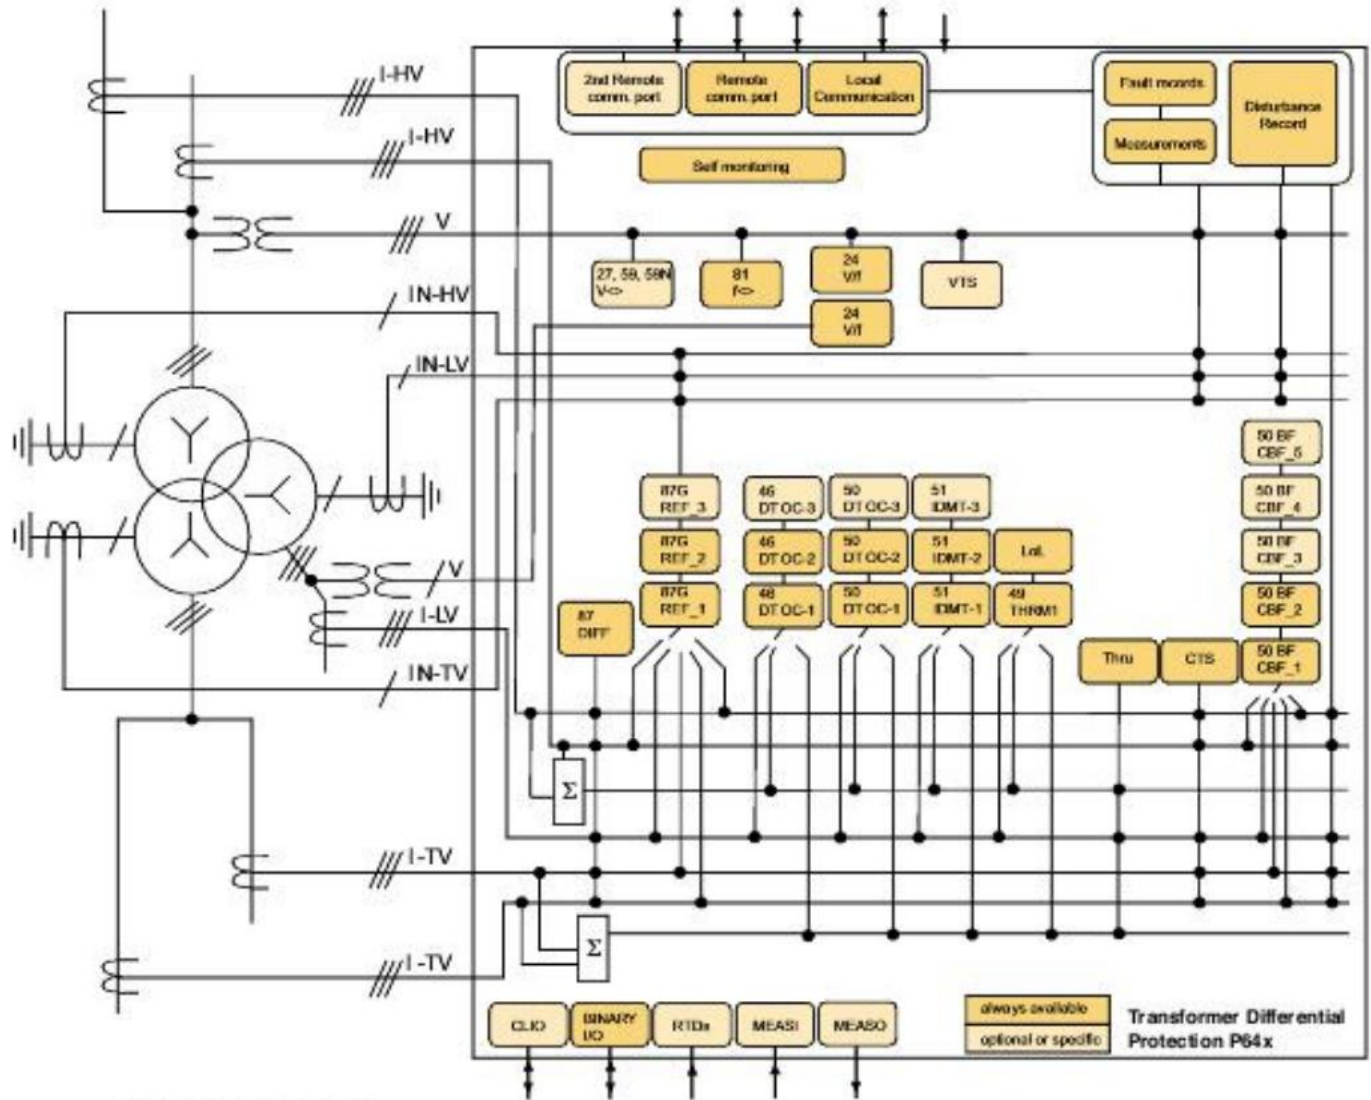 I-HV
I-HV
V
IN-HV
IN-LV
V
I-LV
IN-TV
I-TV
I-TV
2nd Remote
comm. port
Remote
comm. port
Local
Communication
Fault records
Measurements
Disturbance
Record
Self monitoring
27, 59, 59N
V<>
81
f<>
24
V/f
24
V/f
VTS
87G
REF_3
87G
REF_2
87G
REF_1
46
DTOC-3
46
DTOC-2
46
DTOC-1
50
DTOC-3
50
DTOC-2
50
DTOC-1
51
IDMT-3
51
IDMT-2
51
IDMT-1
LoL
49
THRM1
87
DIFF
Thru
CTS
50 BF
CBF_5
50 BF
CBF_4
50 BF
CBF_3
50 BF
CBF_2
50 BF
CBF_1
Σ
Σ
CLIO
BINARY
I/O
RTDs
MEASI
MEASO
always available
optional or specific
Transformer Differential
Protection P64x